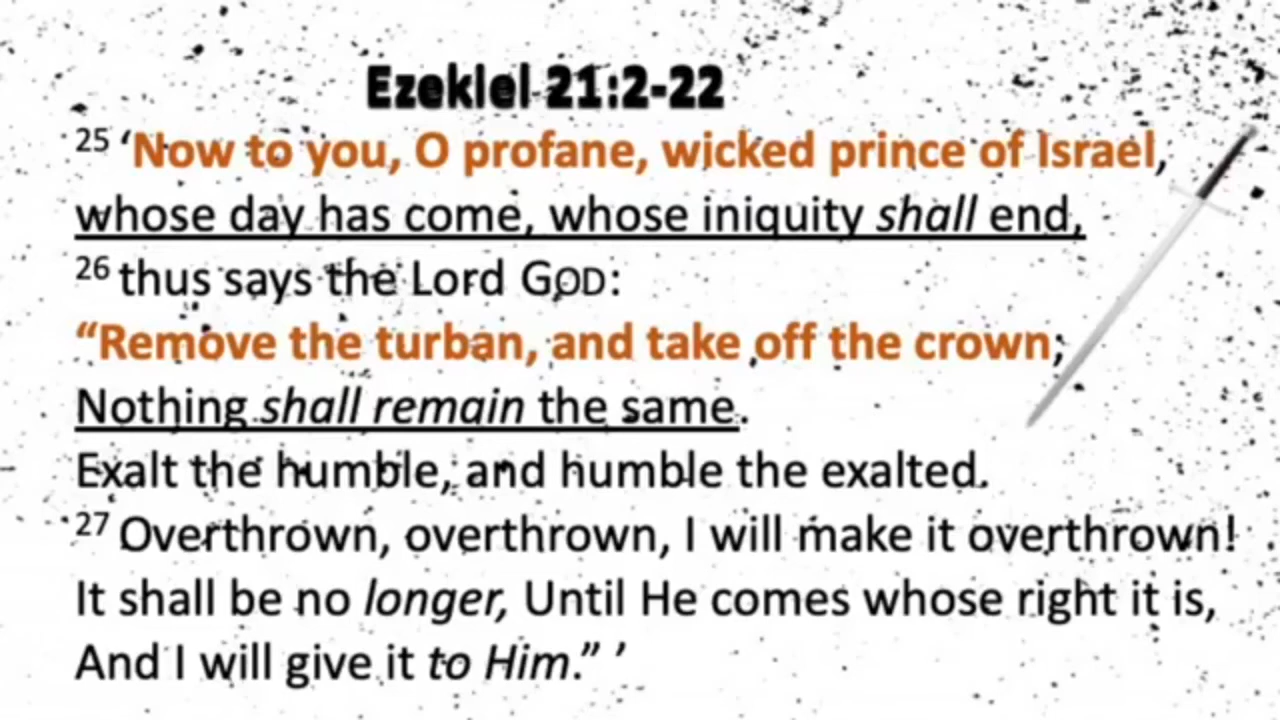 Ezekiel 21:2-22
25 ‘Now to you, O profane, wicked prince of Israel,
whose day has come, whose iniquity shall end,
26 thus says the Lord GOD:
“Remove the turban, and take off the crown;
Nothing shall remain the same.
Exalt the humble, and humble the exalted.
27 Overthrown, overthrown, I will make it overthrown!
It shall be no longer, Until He comes whose right it is,
And I will give it to Him.” ’